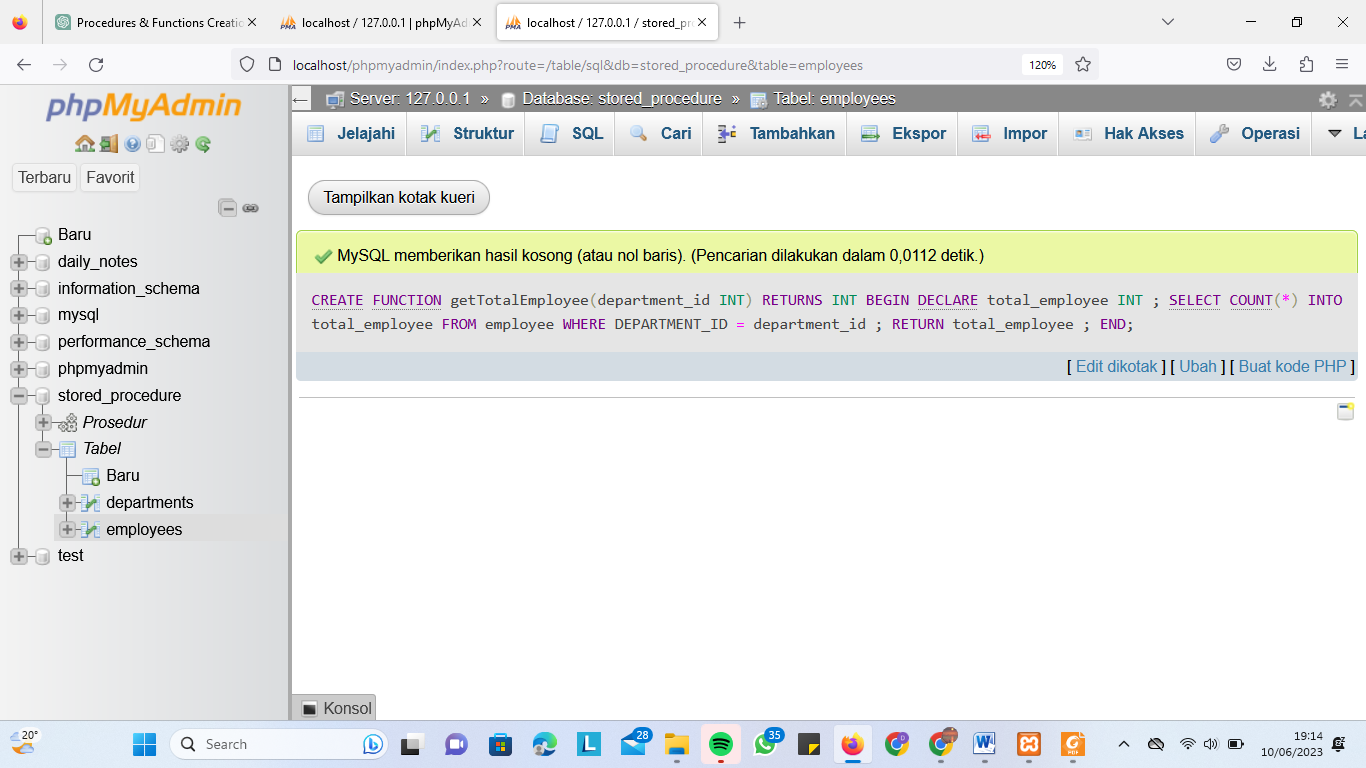 Procedures & Functions Creatio
localhost / 127.0.0.1 | phpMyAd
localhost / 127.0.0.1 / stored_pro
localhost/phpmyadmin/index.php?route=/table/sql&db=stored_procedure&table=employees
120%
phpMyAdmin
Server: 127.0.0.1 » Database: stored_procedure » Tabel: employees
Jelajahi Struktur SQL Cari Tambahkan Ekspor Impor Hak Akses Operasi La
Terbaru Favorit
Tampilkan kotak kueri
Baru
daily_notes
information_schema
mysql
performance_schema
phpmyadmin
stored_procedure
Prosedur
Tabel
Baru
departments
employees
test
MySQL memberikan hasil kosong (atau nol baris). (Pencarian dilakukan dalam 0,0112 detik.)
CREATE FUNCTION getTotalEmployee(department_id INT) RETURNS INT BEGIN DECLARE total_employee INT ; SELECT COUNT(*) INTO
total_employee FROM employee WHERE DEPARTMENT_ID = department_id ; RETURN total_employee ; END;
[ Edit dikotak ] [ Ubah ] [ Buat kode PHP ]
Konsol
20°
Search
28
35
19:14
10/06/2023